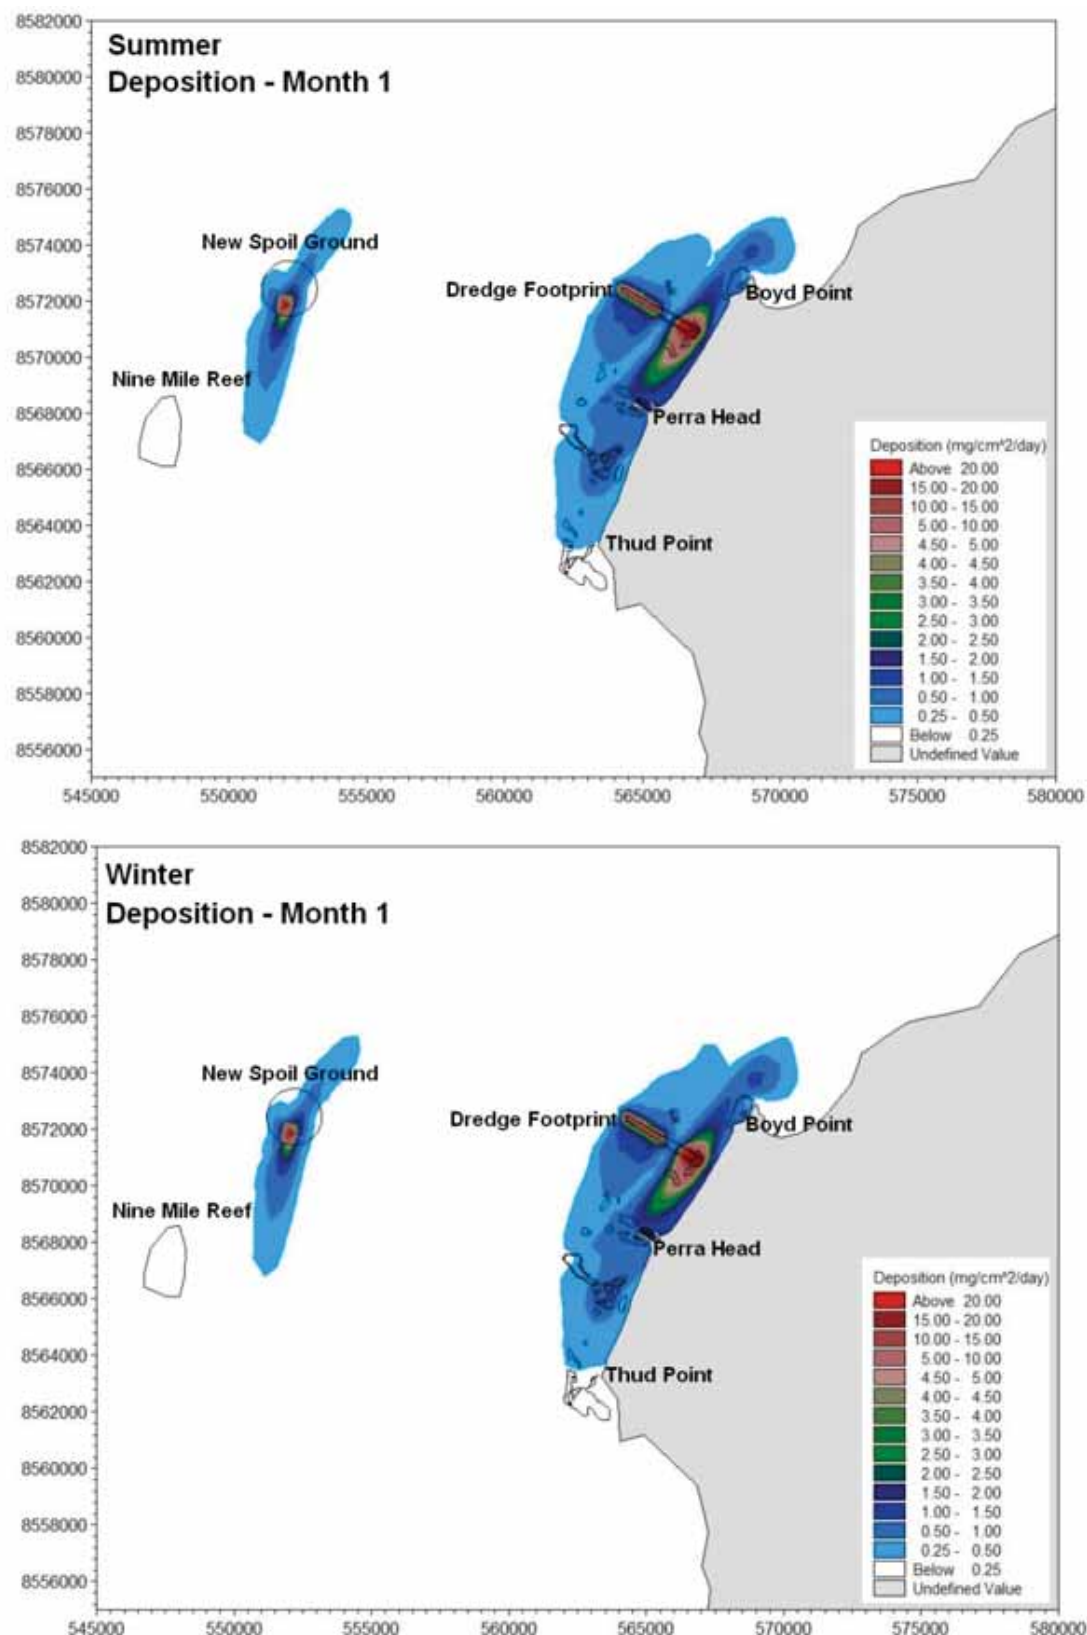 Summer
Deposition - Month 1
8582000
8580000
8578000
8576000
8574000
8572000
8570000
8568000
8566000
8564000
8562000
8560000
8558000
8556000
New Spoil Ground
Dredge Footprint
Boyd Point
Nine Mile Reef
Perra Head
Thud Point
Deposition (mg/cm^2/day)
Above 20.00
15.00 - 20.00
10.00 - 15.00
5.00 - 10.00
4.50 - 5.00
4.00 - 4.50
3.50 - 4.00
3.00 - 3.50
2.50 - 3.00
2.00 - 2.50
1.50 - 2.00
1.00 - 1.50
0.50 - 1.00
0.25 - 0.50
Below 0.25
Undefined Value
545000 550000 555000 560000 565000 570000 575000 580000
Winter
Deposition - Month 1
8582000
8580000
8578000
8576000
8574000
8572000
8570000
8568000
8566000
8564000
8562000
8560000
8558000
8556000
New Spoil Ground
Dredge Footprint
Boyd Point
Nine Mile Reef
Perra Head
Thud Point
Deposition (mg/cm^2/day)
Above 20.00
15.00 - 20.00
10.00 - 15.00
5.00 - 10.00
4.50 - 5.00
4.00 - 4.50
3.50 - 4.00
3.00 - 3.50
2.50 - 3.00
2.00 - 2.50
1.50 - 2.00
1.00 - 1.50
0.50 - 1.00
0.25 - 0.50
Below 0.25
Undefined Value
545000 550000 555000 560000 565000 570000 575000 580000